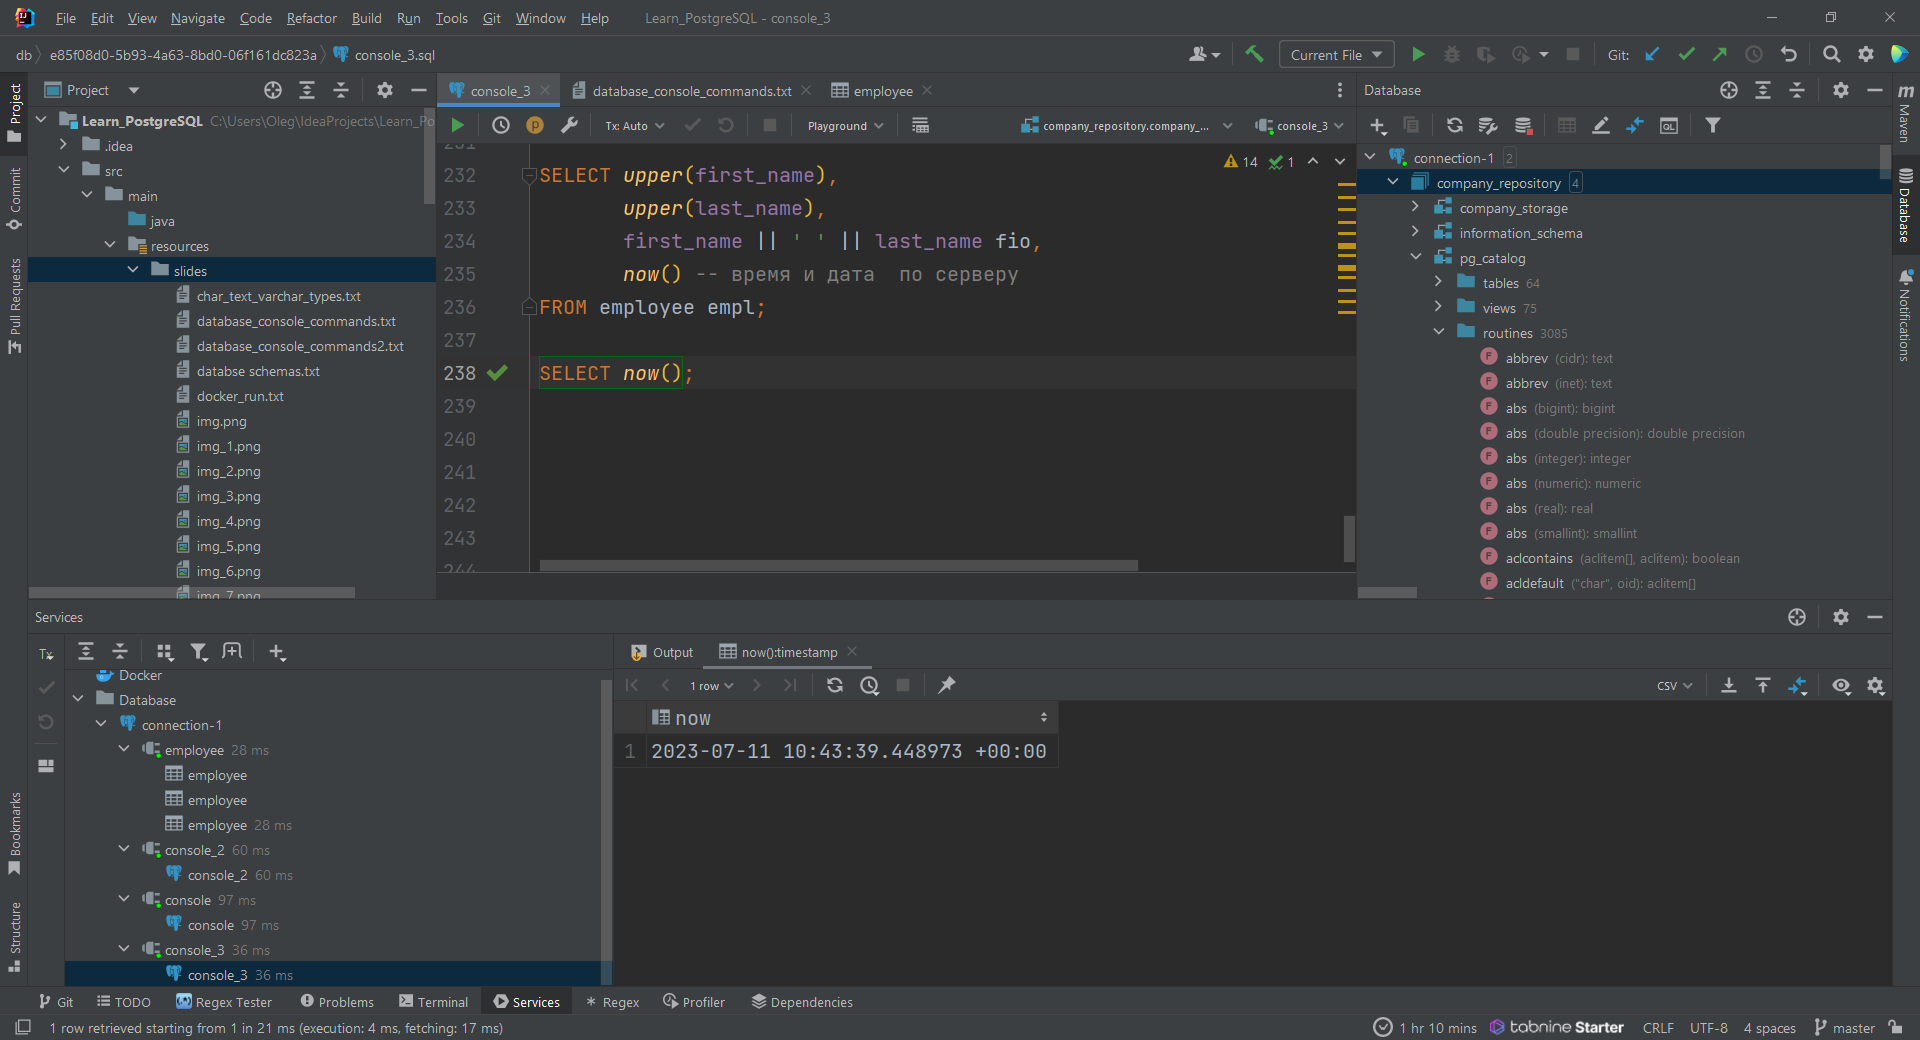 File Edit View Navigate Code Refactor Build Run Tools Git Window Help Learn_PostgreSQL - console_3
db e85f08d0-5b93-4a63-8bd0-06f161dc823a console_3.sql Current File Git:
Project
console_3 database_console_commands.txt employee
Database
Learn_PostgreSQL C:\Users\Oleg\IdeaProjects\Learn_Po
.idea
src
main
java
resources
slides
char_text_varchar_types.txt
database_console_commands.txt
database_console_commands2.txt
databse schemas.txt
docker_run.txt
img.png
img_1.png
img_2.png
img_3.png
img_4.png
img_5.png
img_6.png
img_7.png
Tx: Auto Playground company_repository.company_... console_3
14 1
231
232 SELECT upper(first_name),
233 upper(last_name),
234 first_name || ' ' || last_name fio,
235 now() -- время и дата  по серверу
236 FROM employee empl;
237
238 SELECT now();
239
240
241
242
243
244
connection-1 2
company_repository 4
company_storage
information_schema
pg_catalog
tables 64
views 75
routines 3085
abbrev (cidr): text
abbrev (inet): text
abs (bigint): bigint
abs (double precision): double precision
abs (integer): integer
abs (numeric): numeric
abs (real): real
abs (smallint): smallint
aclcontains (aclitem[], aclitem): boolean
acldefault ("char", oid): aclitem[]
Project
Commit
Pull Requests
Bookmarks
Structure
Maven
Database
Notifications
Services
Tx
Docker
Database
connection-1
employee 28 ms
employee
employee
employee 28 ms
console_2 60 ms
console_2 60 ms
console 97 ms
console 97 ms
console_3 36 ms
console_3 36 ms
Output now():timestamp
1 row CSV
now
1 2023-07-11 10:43:39.448973 +00:00
Git TODO Regex Tester Problems Terminal Services Regex Profiler Dependencies
1 row retrieved starting from 1 in 21 ms (execution: 4 ms, fetching: 17 ms) 1 hr 10 mins tabnine Starter CRLF UTF-8 4 spaces master